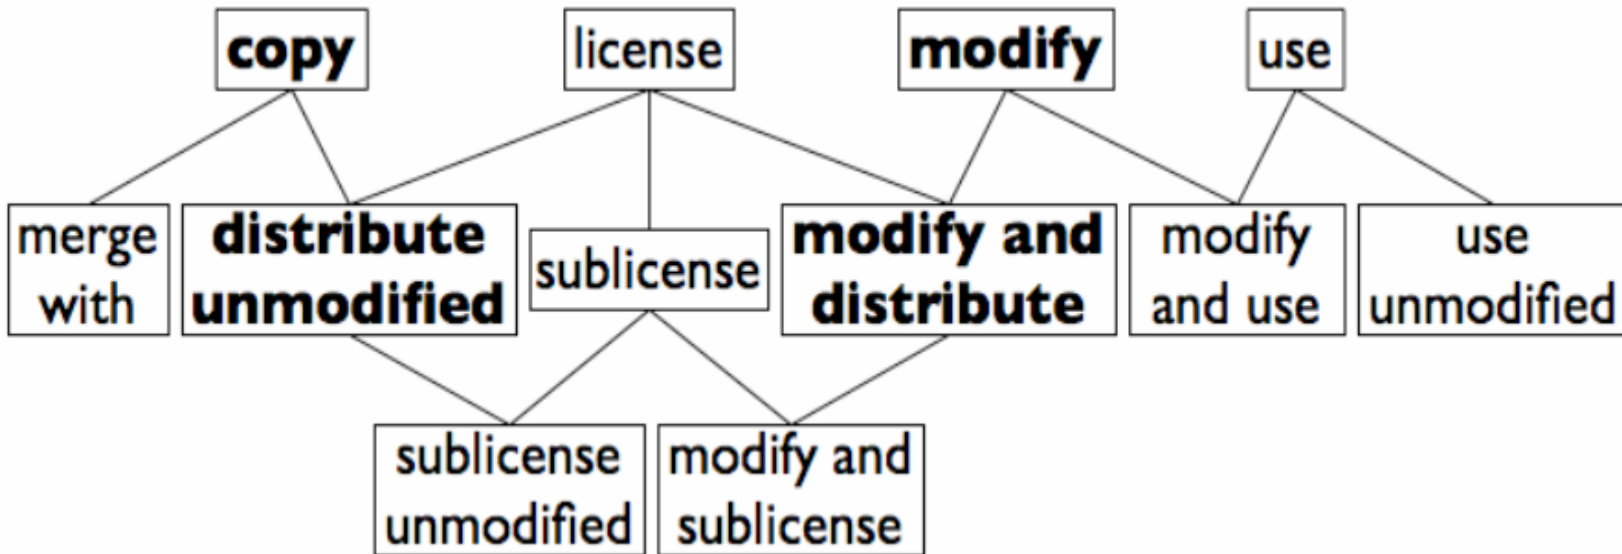 copy
license
modify
use
merge
with
distribute
unmodified
sublicense
modify and
distribute
modify
and use
use
unmodified
sublicense
unmodified
modify and
sublicense